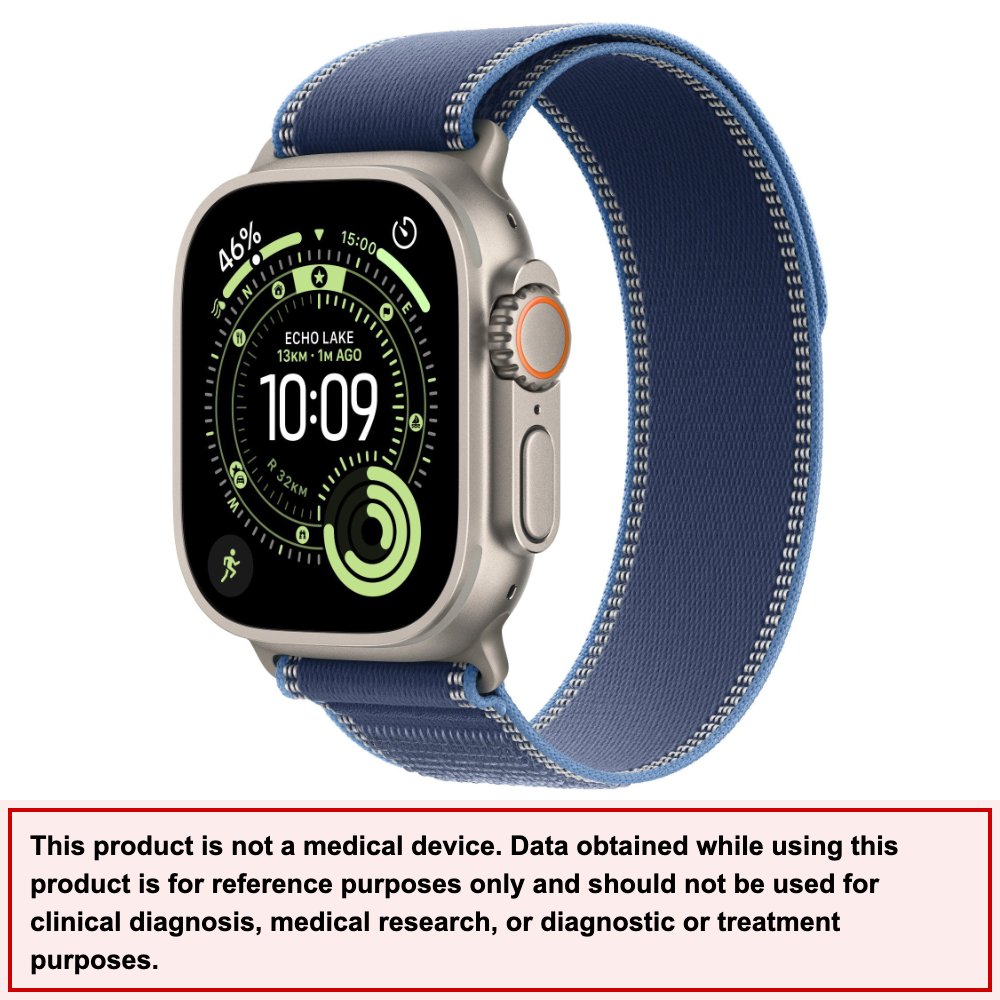 46%
15:00
N
E
ECHO LAKE
13KM · 1M AGO
10:09
R 32KM
W
This product is not a medical device. Data obtained while using this
product is for reference purposes only and should not be used for
clinical diagnosis, medical research, or diagnostic or treatment
purposes.